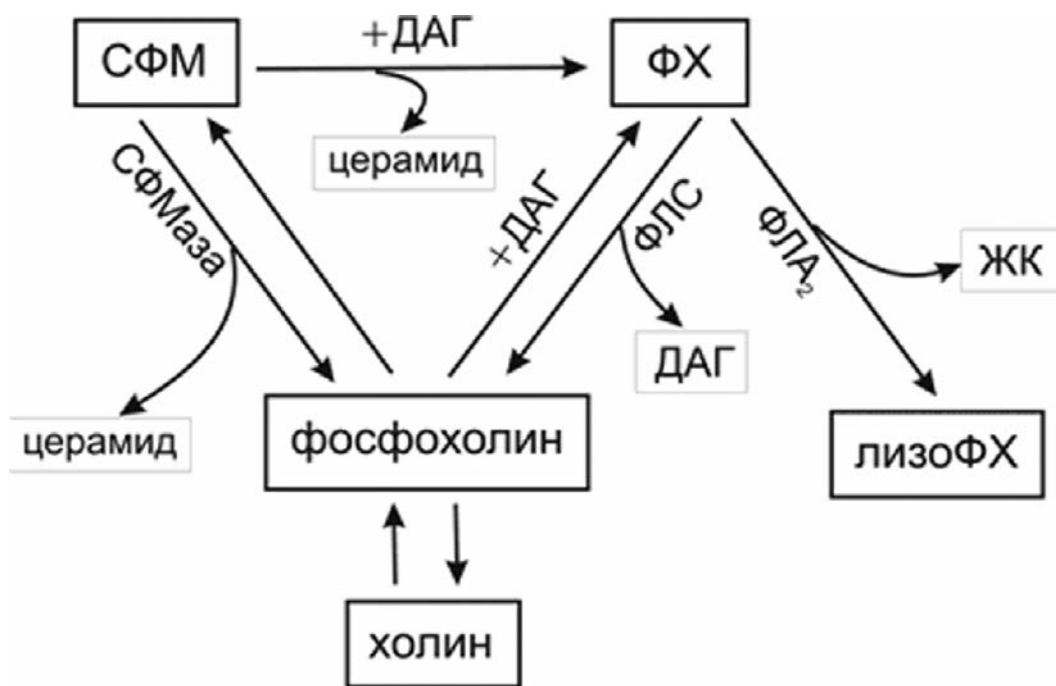 СФМ
+ДАГ
ФХ
церамид
СФМаза
+ДАГ
ФЛС
ФЛА₂
ЖК
ДАГ
церамид
фосфохолин
лизоФХ
холин